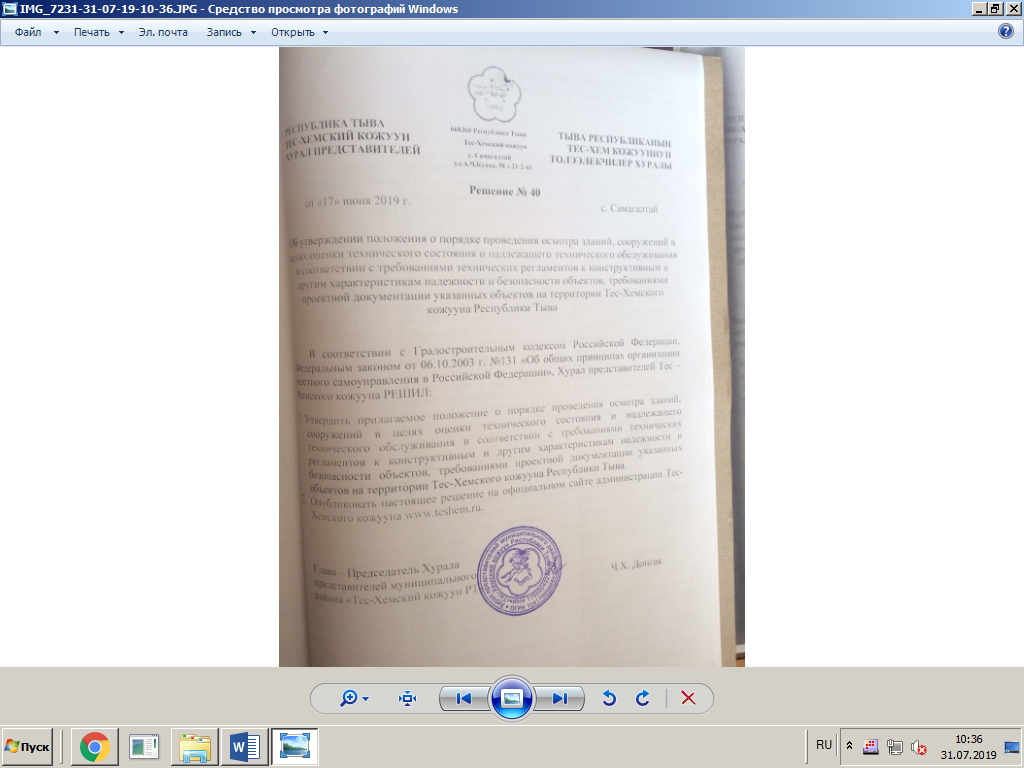 IMG_7231-31-07-19-10-36.JPG - Средство просмотра фотографий Windows
Файл Печать Эл. почта Запись Открыть
РЕСПУБЛИКА ТЫВА
ТЕС-ХЕМСКИЙ КОЖУУН
ХУРАЛ ПРЕДСТАВИТЕЛЕЙ
668360 Республика Тыва
Тес-Хемский кожуун
с. Самагалтай
ул.А.Ч.Кунаа, 58 т.21-2-41
ТЫВА РЕСПУБЛИКАНЫН
ТЕС-ХЕМ КОЖУУННУН
ТОЛЭЭЛЕКЧИЛЕР ХУРАЛЫ
Решение № 40
от «17» июня 2019 г.
с. Самагалтай
Об утверждении положения о порядке проведения осмотра зданий, сооружений в
целях оценки технического состояния и надлежащего технического обслуживания
в соответствии с требованиями технических регламентов к конструктивным и
другим характеристикам надежности и безопасности объектов, требованиями
проектной документации указанных объектов на территории Тес-Хемского
кожууна Республики Тыва
В соответствии с Градостроительным кодексом Российской Федерации,
Федеральным законом от 06.10.2003 г. №131 «Об общих принципах организации
местного самоуправления в Российской Федерации», Хурал представителей Тес –
Хемского кожууна РЕШИЛ:
1. Утвердить прилагаемое положение о порядке проведения осмотра зданий,
сооружений в целях оценки технического состояния и надлежащего
технического обслуживания в соответствии с требованиями технических
регламентов к конструктивным и другим характеристикам надежности и
безопасности объектов, требованиями проектной документации указанных
объектов на территории Тес-Хемского кожууна Республики Тыва.
2. Опубликовать настоящее решение на официальном сайте администрации Тес-
Хемского кожууна www.teshem.ru.
Глава – Председатель Хурала
представителей муниципального
района «Тес-Хемский кожуун РТ
Ч.Х. Донгак
Пуск
RU
10:36
31.07.2019